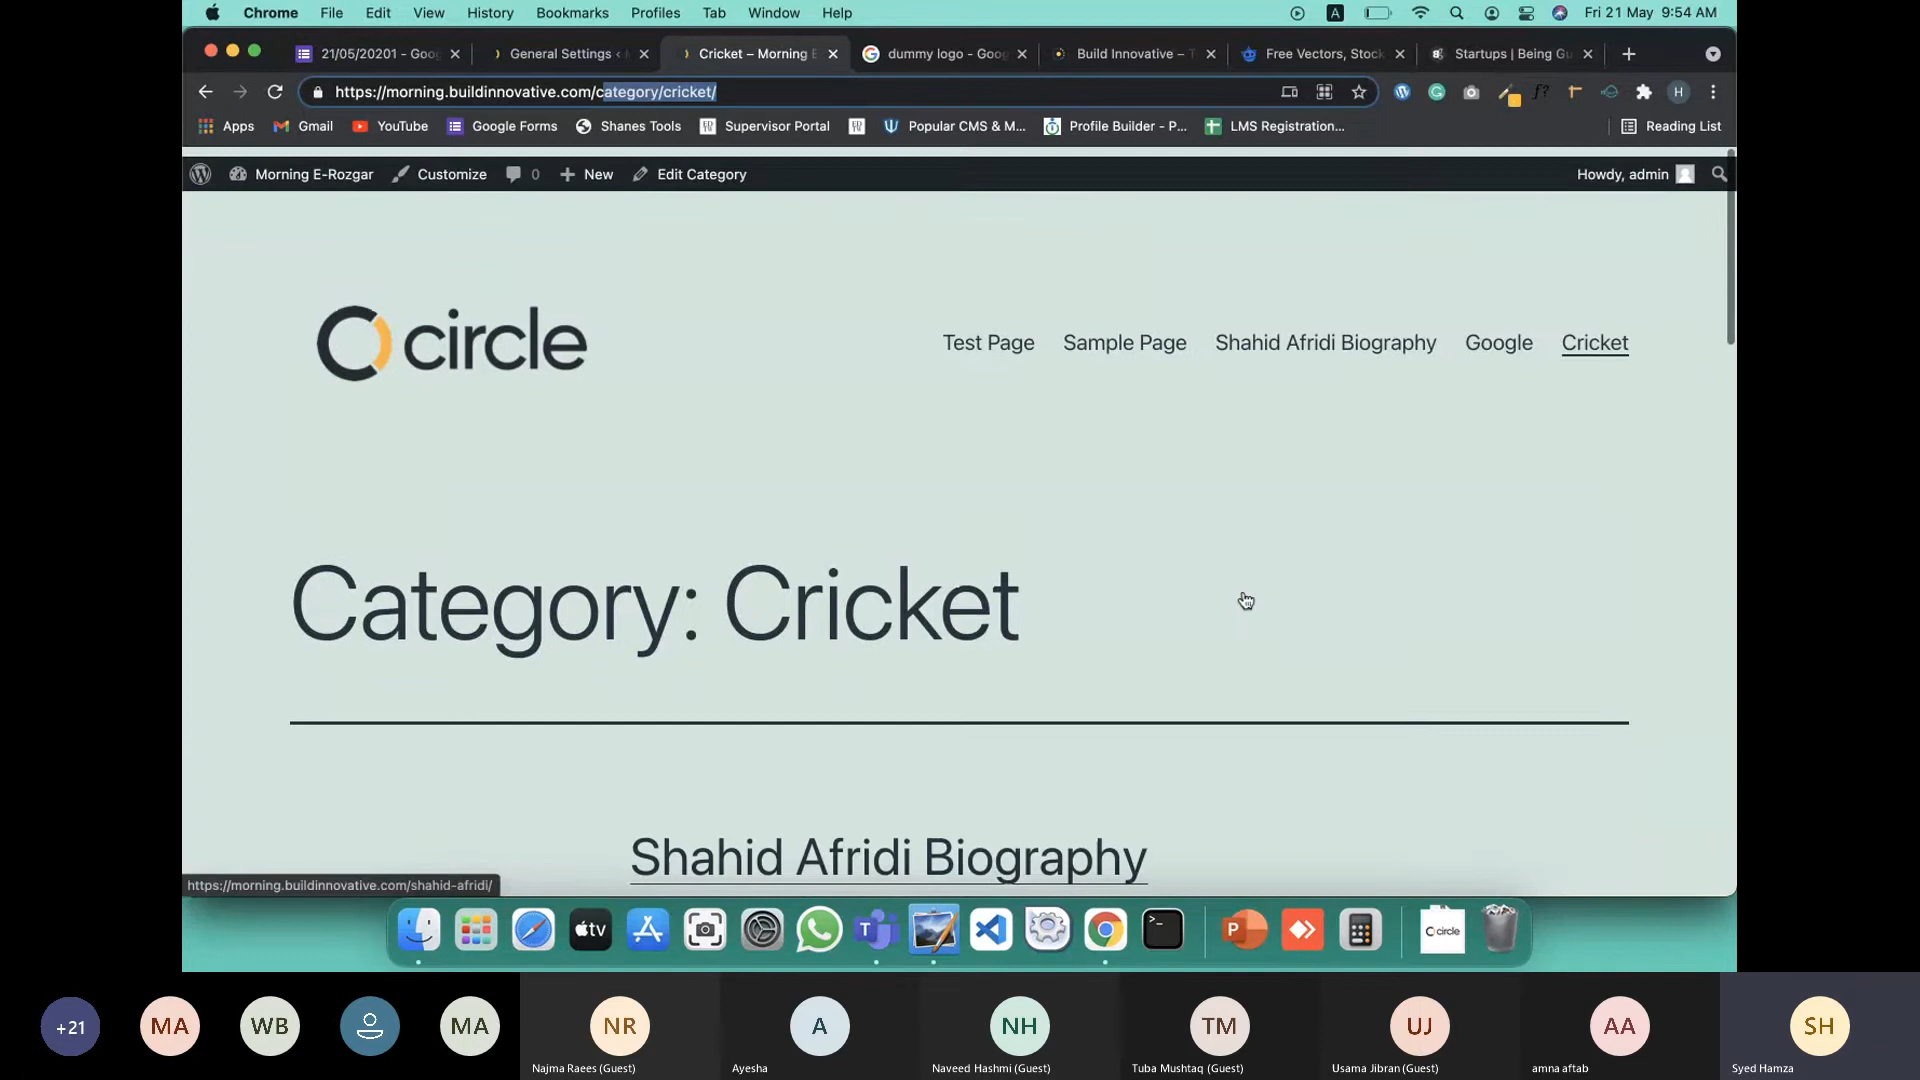 Chrome File Edit View History Bookmarks Profiles Tab Window Help
A
Fri 21 May 9:54 AM
21/05/20201 - Goo
General Settings ‹
Cricket – Morning E
dummy logo - Goog
Build Innovative – T
Free Vectors, Stock
Startups | Being Gu
https://morning.buildinnovative.com/category/cricket/
f?
H
Apps Gmail YouTube Google Forms Shanes Tools Supervisor Portal Popular CMS & M... Profile Builder - P... LMS Registration... Reading List
Morning E-Rozgar Customize 0 New Edit Category Howdy, admin
circle
Test Page Sample Page Shahid Afridi Biography Google Cricket
Category: Cricket
Shahid Afridi Biography
https://morning.buildinnovative.com/shahid-afridi/
tv
T
>_
P
circle
+21 MA WB MA NR A NH TM UJ AA SH
Najma Raees (Guest) Ayesha Naveed Hashmi (Guest) Tuba Mushtaq (Guest) Usama Jibran (Guest) amna aftab Syed Hamza